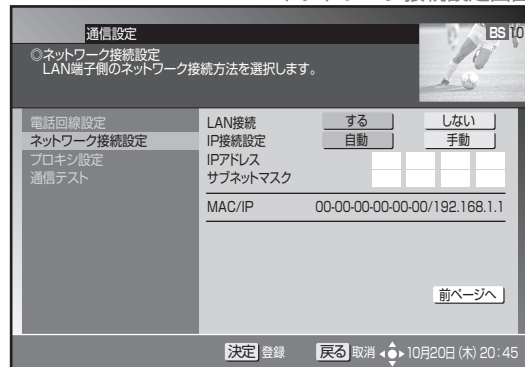 通信設定
BS 10
◎ネットワーク接続設定
LAN端子側のネットワーク接続方法を選択します。
電話回線設定
ネットワーク接続設定
プロキシ設定
通信テスト
LAN接続 する しない
IP接続設定 自動 手動
IPアドレス
サブネットマスク
MAC/IP 00-00-00-00-00-00/192.168.1.1
前ページへ
決定 登録 戻る 取消 10月20日(木) 20:45